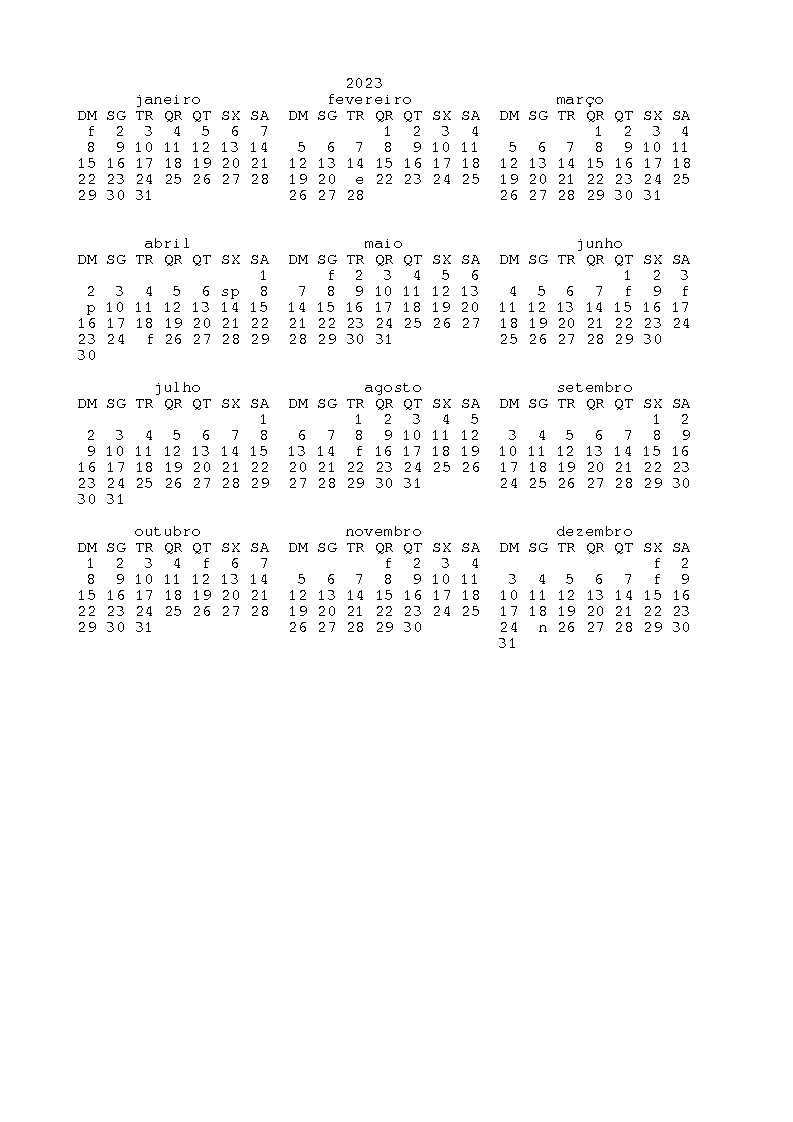 2023
janeiro fevereiro março
DM SG TR QR QT SX SA DM SG TR QR QT SX SA DM SG TR QR QT SX SA
f 2 3 4 5 6 7 1 2 3 4 1 2 3 4
8 9 10 11 12 13 14 5 6 7 8 9 10 11 5 6 7 8 9 10 11
15 16 17 18 19 20 21 12 13 14 15 16 17 18 12 13 14 15 16 17 18
22 23 24 25 26 27 28 19 20 e 22 23 24 25 19 20 21 22 23 24 25
29 30 31 26 27 28 26 27 28 29 30 31
abril maio junho
DM SG TR QR QT SX SA DM SG TR QR QT SX SA DM SG TR QR QT SX SA
1 f 2 3 4 5 6 1 2 3
2 3 4 5 6 sp 8 7 8 9 10 11 12 13 4 5 6 7 f 9 f
p 10 11 12 13 14 15 14 15 16 17 18 19 20 11 12 13 14 15 16 17
16 17 18 19 20 21 22 21 22 23 24 25 26 27 18 19 20 21 22 23 24
23 24 f 26 27 28 29 28 29 30 31 25 26 27 28 29 30
30
julho agosto setembro
DM SG TR QR QT SX SA DM SG TR QR QT SX SA DM SG TR QR QT SX SA
1 1 2 3 4 5 1 2
2 3 4 5 6 7 8 6 7 8 9 10 11 12 3 4 5 6 7 8 9
9 10 11 12 13 14 15 13 14 f 16 17 18 19 10 11 12 13 14 15 16
16 17 18 19 20 21 22 20 21 22 23 24 25 26 17 18 19 20 21 22 23
23 24 25 26 27 28 29 27 28 29 30 31 24 25 26 27 28 29 30
30 31
outubro novembro dezembro
DM SG TR QR QT SX SA DM SG TR QR QT SX SA DM SG TR QR QT SX SA
1 2 3 4 f 6 7 f 2 3 4 f 2
8 9 10 11 12 13 14 5 6 7 8 9 10 11 3 4 5 6 7 f 9
15 16 17 18 19 20 21 12 13 14 15 16 17 18 10 11 12 13 14 15 16
22 23 24 25 26 27 28 19 20 21 22 23 24 25 17 18 19 20 21 22 23
29 30 31 26 27 28 29 30 24 n 26 27 28 29 30
31